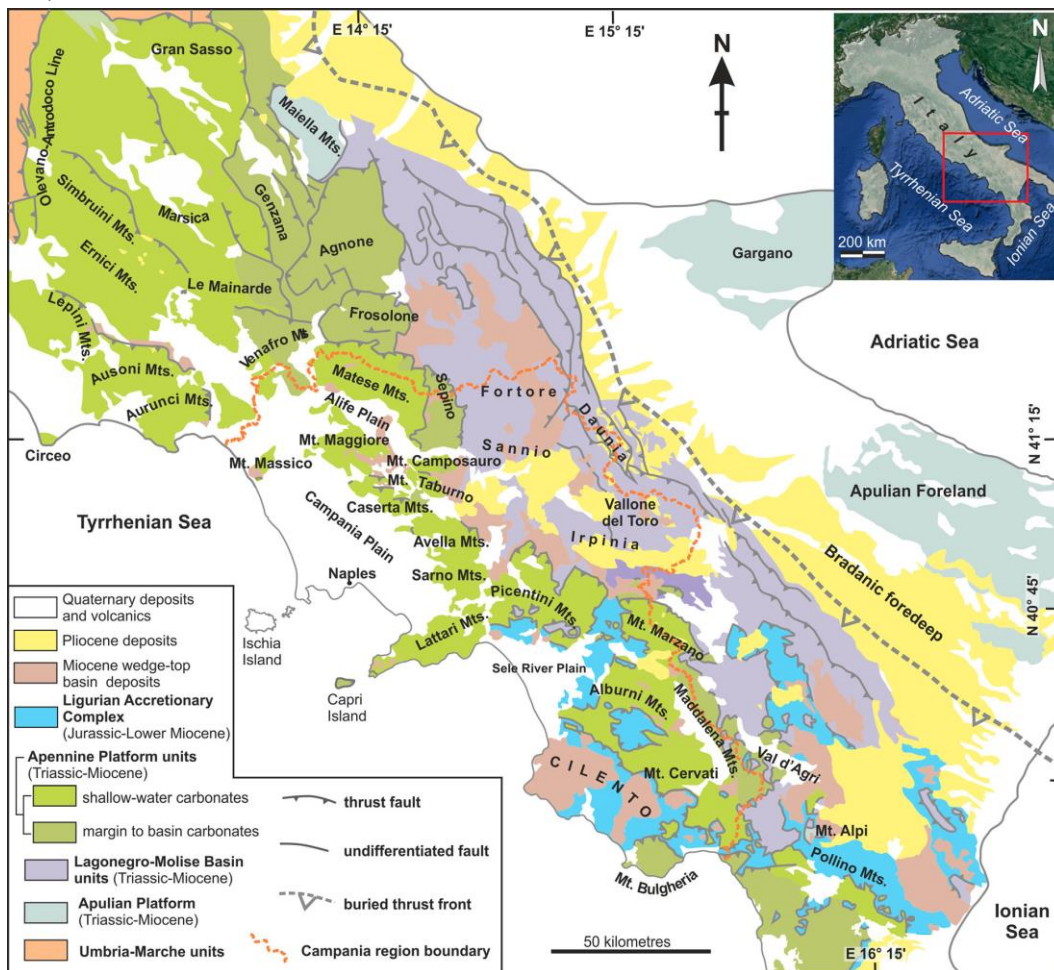 E 14° 15'
E 15° 15'
N
N
Adriatic Sea
Italy
Tyrrhenian Sea
Ionian Sea
200 km
Gran Sasso
Olevano-Antrodoco Line
Maiella Mts.
Simbruini Mts.
Marsica
Genzana
Ernici Mts.
Agnone
Gargano
Le Mainarde
Lepini Mts.
Frosolone
Adriatic Sea
Venafro Mts
Ausoni Mts.
Matese Mts.
Sepino
Fortore
Daunia
Aurunci Mts.
Alife Plain
N 41° 15'
Circeo
Mt. Maggiore
Sannio
Mt. Massico
Mt. Camposauro
Mt. Taburno
Apulian Foreland
Tyrrhenian Sea
Campania Plain
Caserta Mts.
Vallone
del Toro
Avella Mts.
Irpinia
Bradanic foredeep
Naples
Sarno Mts.
N 40° 45'
Picentini Mts.
Ischia
Island
Lattari Mts.
Mt. Marzano
Sele River Plain
Capri
Island
Alburni Mts.
Maddalena Mts.
CILENTO
Mt. Cervati
Val d'Agri
Mt. Alpi
Pollino Mts.
Mt. Bulgheria
Ionian
Sea
50 kilometres
E 16° 15'
Quaternary deposits
and volcanics
Pliocene deposits
Miocene wedge-top
basin deposits
Ligurian Accretionary
Complex
(Jurassic-Lower Miocene)
Apennine Platform units
(Triassic-Miocene)
shallow-water carbonates
margin to basin carbonates
Lagonegro-Molise Basin
units (Triassic-Miocene)
Apulian Platform
(Triassic-Miocene)
Umbria-Marche units
thrust fault
undifferentiated fault
buried thrust front
Campania region boundary